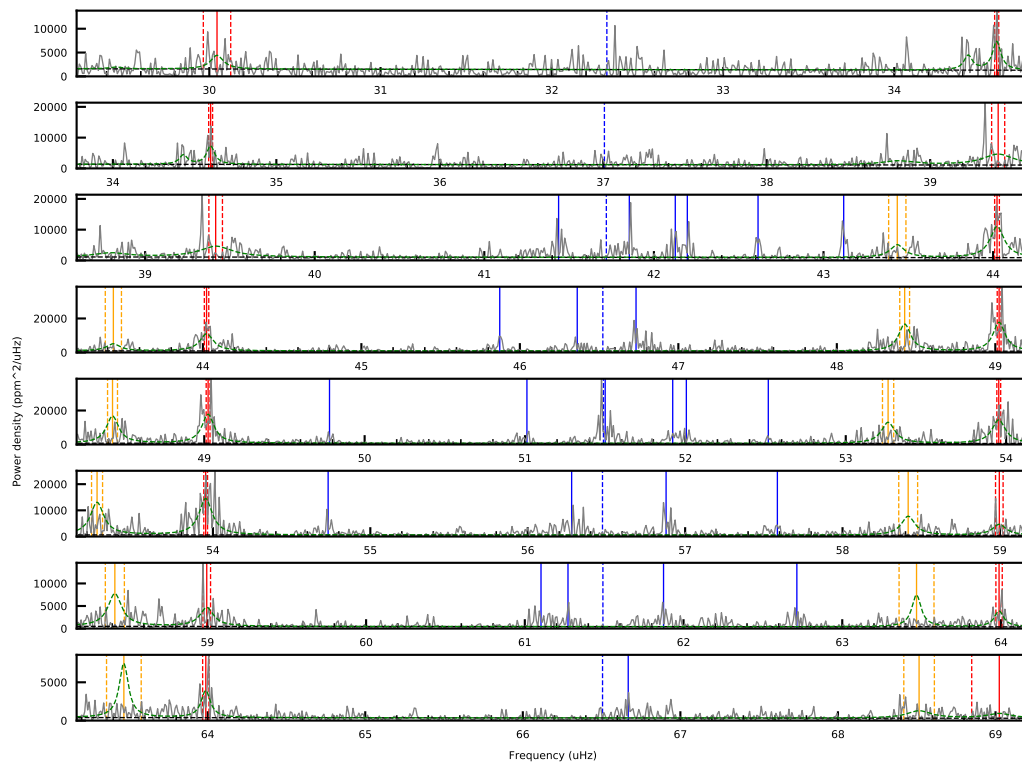 10000
5000
0
30 31 32 33 34
20000
10000
0
34 35 36 37 38 39
20000
10000
0
39 40 41 42 43 44
20000
0
44 45 46 47 48 49
20000
0
49 50 51 52 53 54
20000
10000
0
54 55 56 57 58 59
10000
5000
0
59 60 61 62 63 64
5000
0
64 65 66 67 68 69
Power density (ppm^2/uHz)
Frequency (uHz)